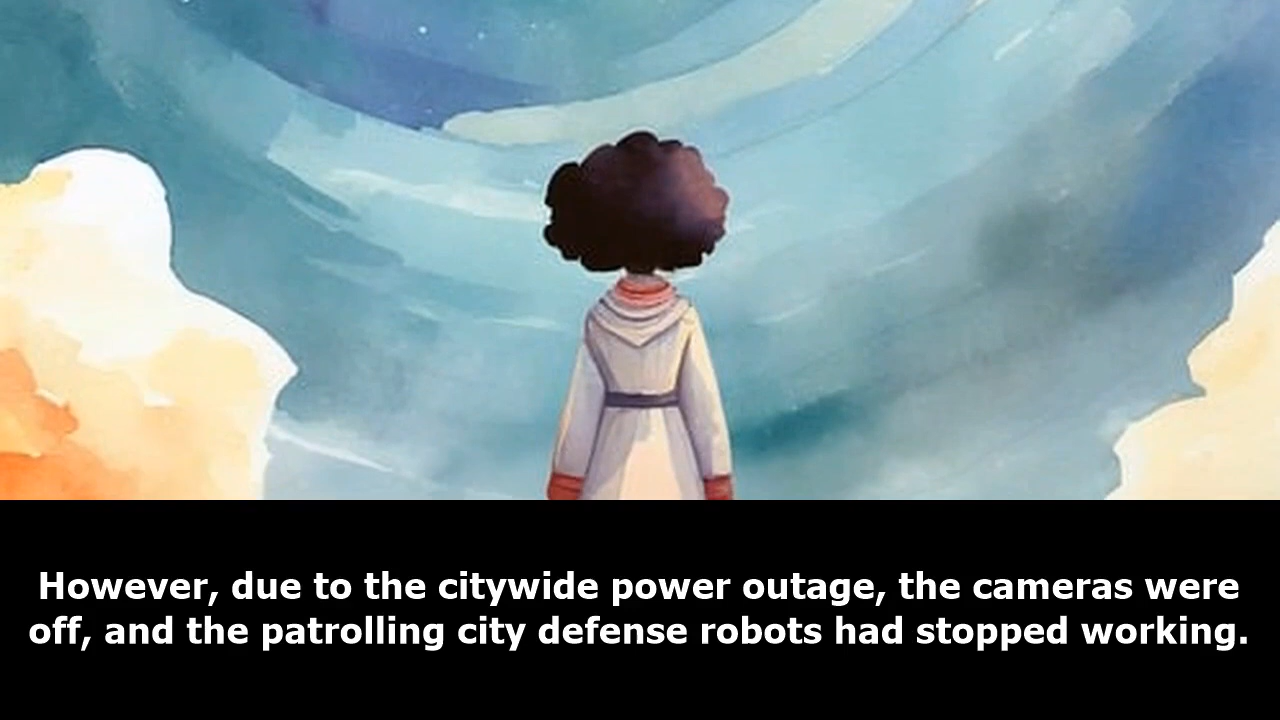 However, due to the citywide power outage, the cameras were
off, and the patrolling city defense robots had stopped working.